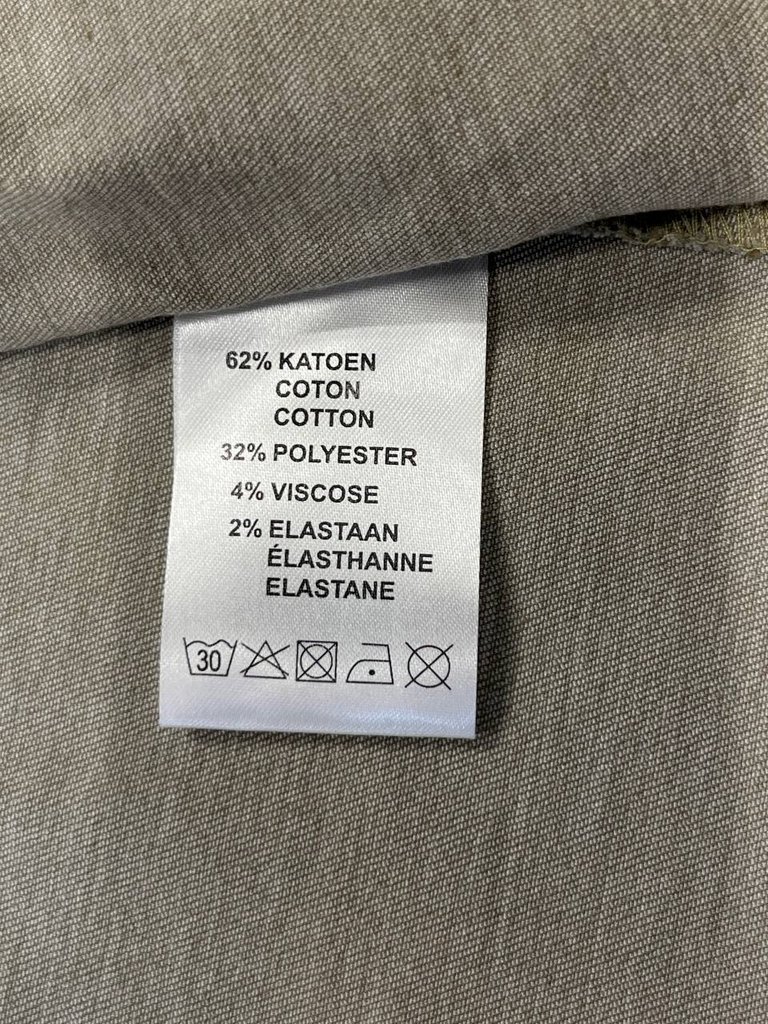 62% KATOEN
COTON
COTTON
32% POLYESTER
4% VISCOSE
2% ELASTAAN
ÉLASTHANNE
ELASTANE
30